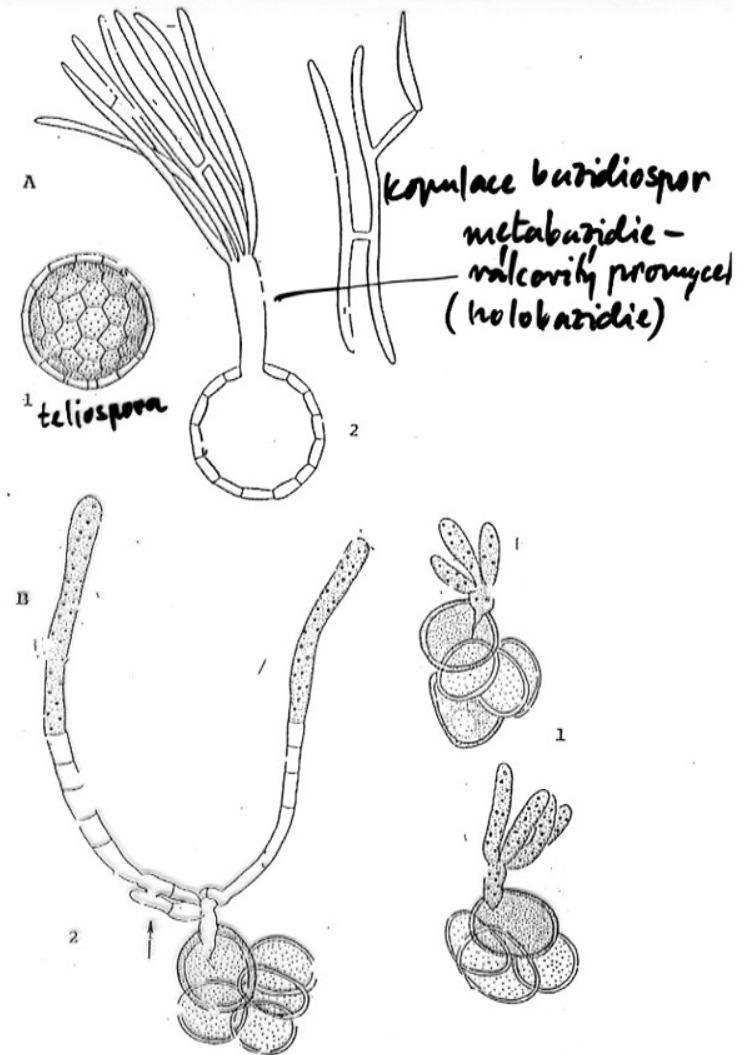 A
kopulace bazidiospor
metabazidie –
válcovitý promycel
(holobazidie)
1
teliospora
2
B
1
2